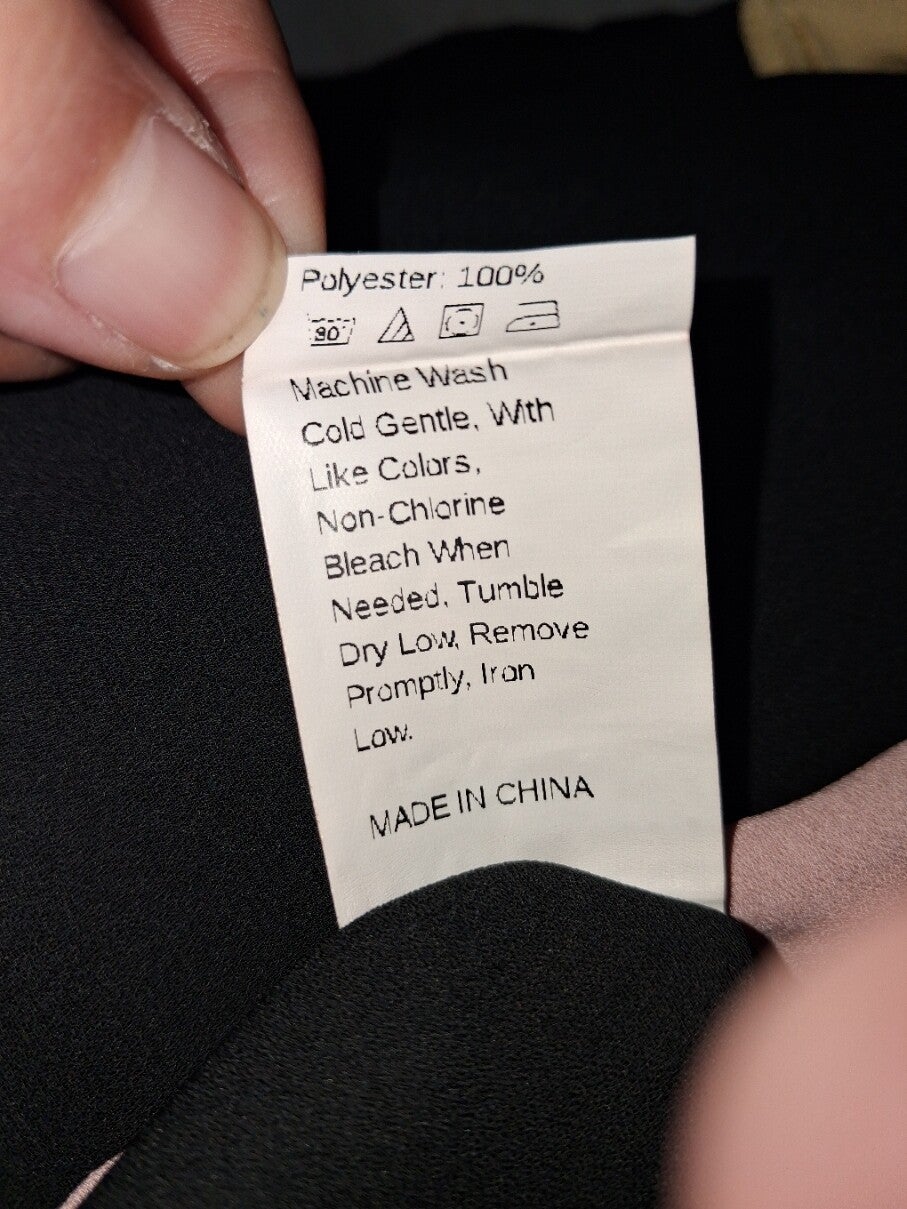 Polyester: 100%
30°
Machine Wash
Cold Gentle, With
Like Colors,
Non-Chlorine
Bleach When
Needed, Tumble
Dry Low, Remove
Promptly, Iron
Low.
MADE IN CHINA